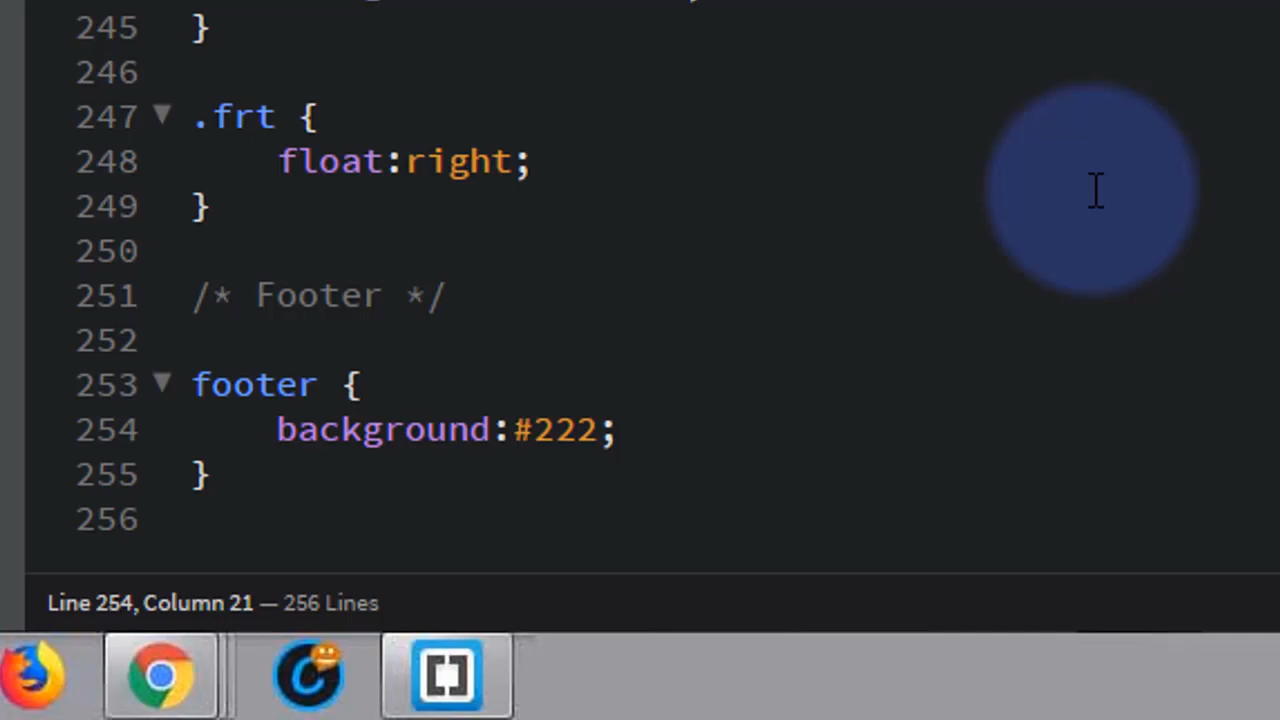 245 }
246
247 .frt {
248 float:right;
249 }
250
251 /* Footer */
252
253 footer {
254 background:#222;
255 }
256
Line 254, Column 21 — 256 Lines